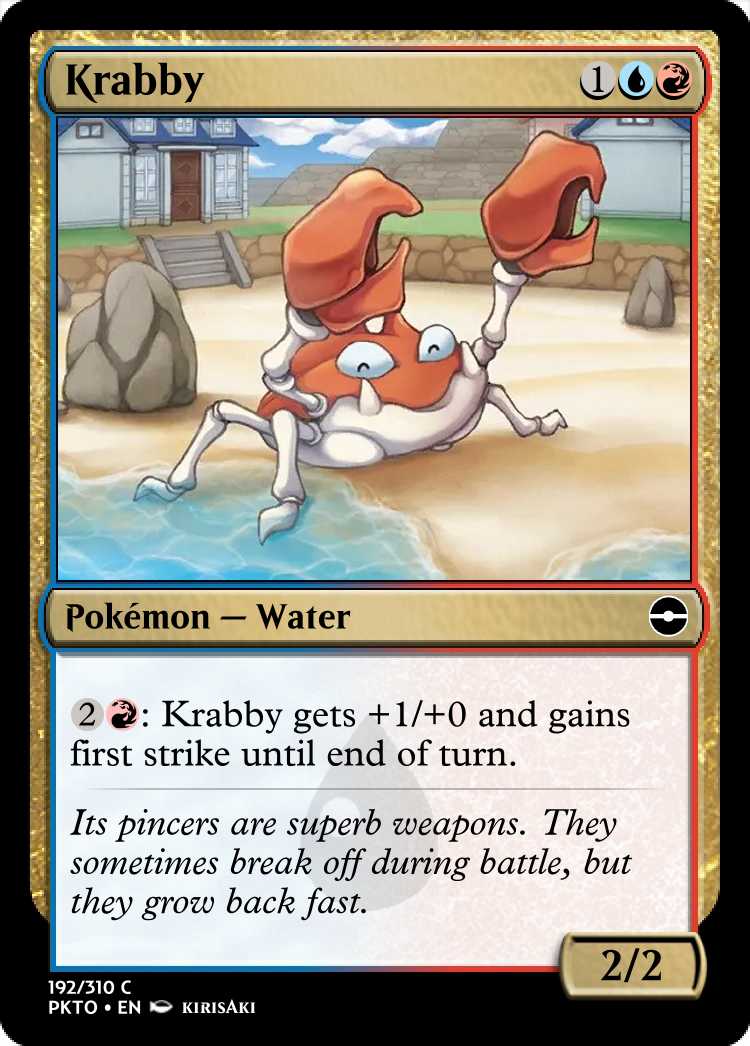 Krabby 1
Pokémon — Water
2: Krabby gets +1/+0 and gains
first strike until end of turn.
Its pincers are superb weapons. They
sometimes break off during battle, but
they grow back fast.
2/2
192/310 C
PKTO • EN KIRISAKI